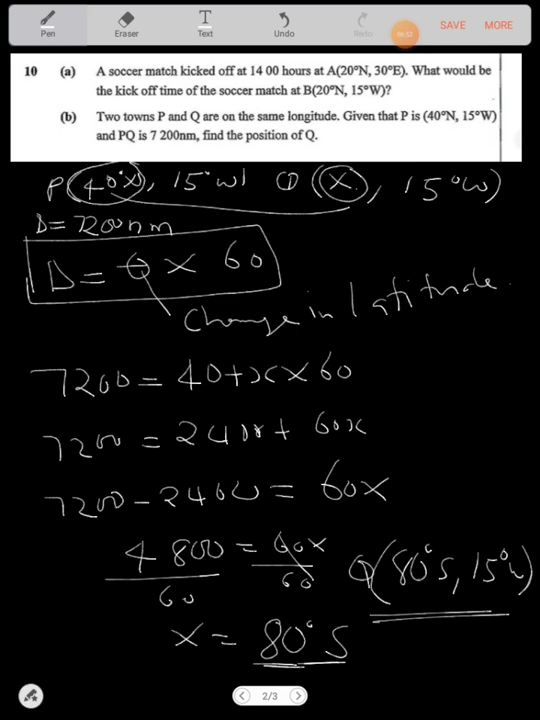 Pen Eraser Text Undo Redo SAVE MORE
06:52
10 (a) A soccer match kicked off at 14 00 hours at A(20°N, 30°E). What would be
the kick off time of the soccer match at B(20°N, 15°W)?
(b) Two towns P and Q are on the same longitude. Given that P is (40°N, 15°W)
and PQ is 7 200nm, find the position of Q.
P(40°N, 15°W) Q(X, 15°W)
D = 7200nm
D = θ × 60
Change in latitude.
7200 = 40+x×60
7200 = 2400+ 60x
7200-2400 = 60x
4 800 = 60x
60 60
Q(80°S, 15°W)
x = 80°S
2/3